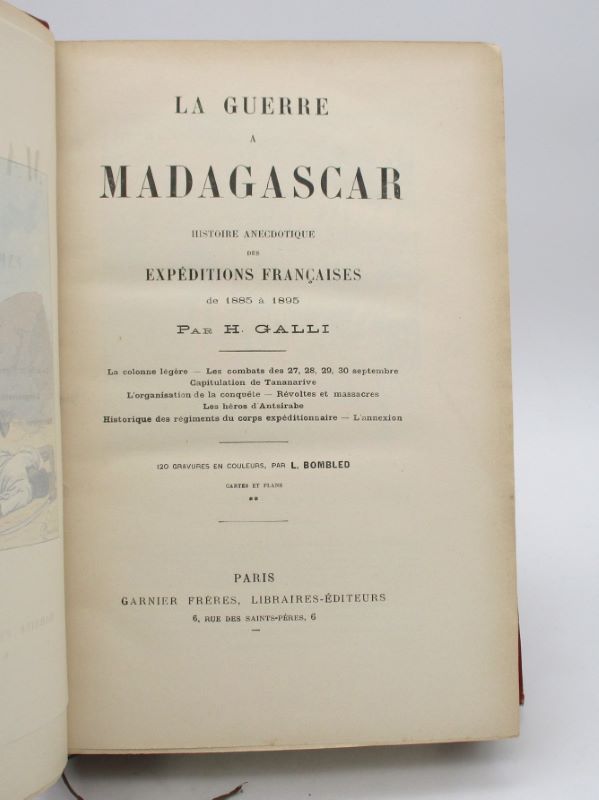 LA GUERRE
A
MADAGASCAR
HISTOIRE ANECDOTIQUE
DES
EXPÉDITIONS FRANÇAISES
de 1885 à 1895
PAR H. GALLI
La colonne légère — Les combats des 27, 28, 29, 30 septembre
Capitulation de Tananarive
L'organisation de la conquête — Révoltes et massacres
Les héros d'Antsirabe
Historique des régiments du corps expéditionnaire — L'annexion
120 GRAVURES EN COULEURS, PAR L. BOMBLED
CARTES ET PLANS
**
PARIS
GARNIER FRÈRES, LIBRAIRES-ÉDITEURS
6, RUE DES SAINTS-PÈRES, 6